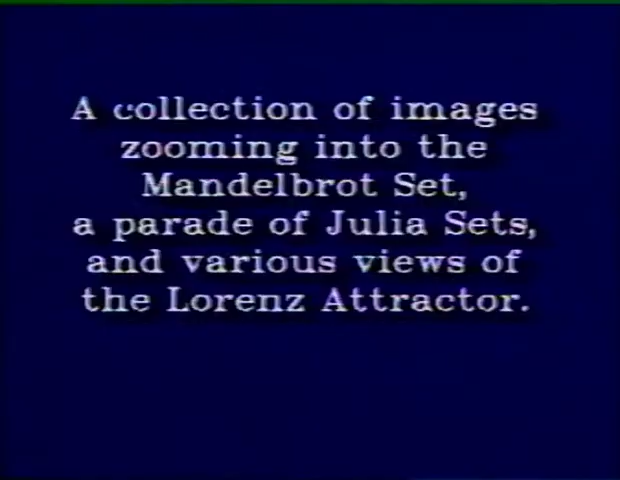 A collection of images
zooming into the
Mandelbrot Set,
a parade of Julia Sets,
and various views of
the Lorenz Attractor.